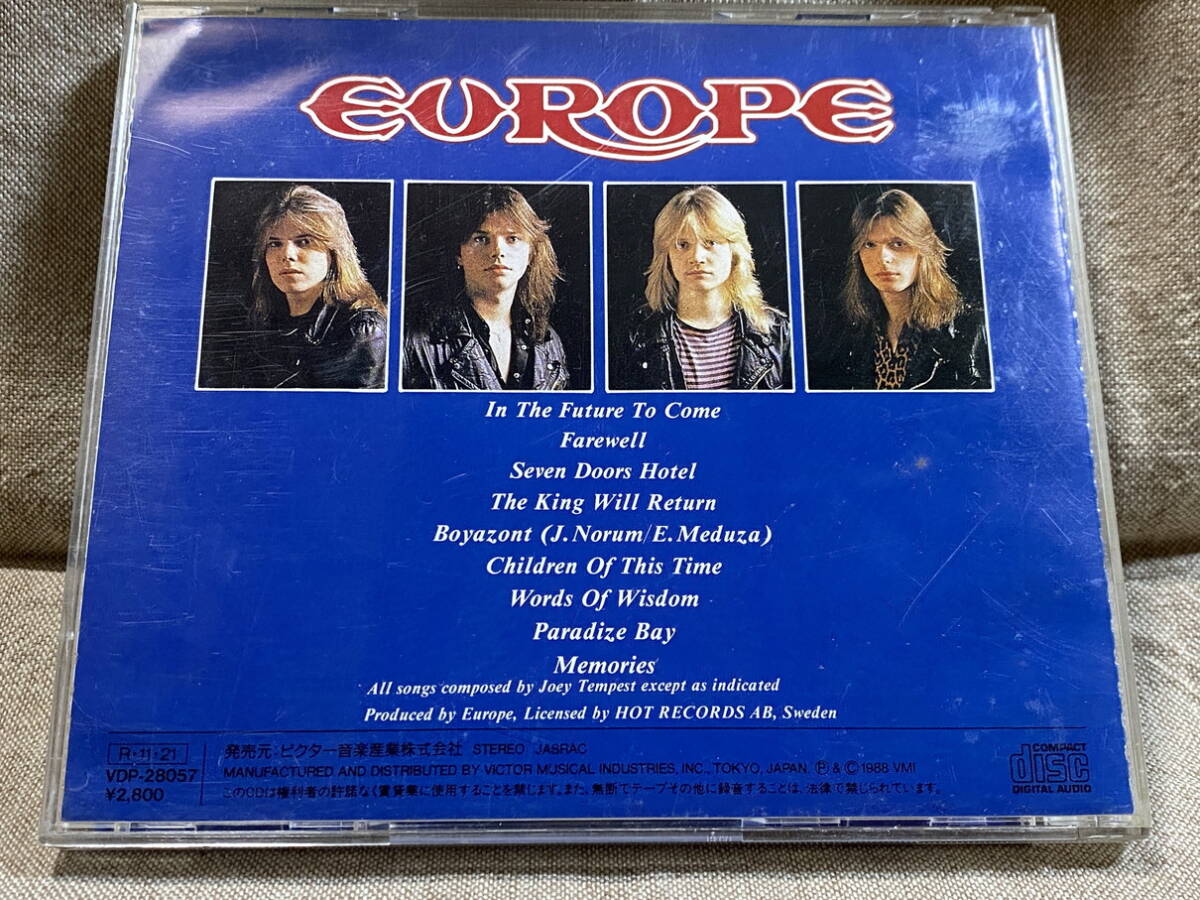 EUROPE
In The Future To Come
Farewell
Seven Doors Hotel
The King Will Return
Boyazont (J. Norum/E. Meduza)
Children Of This Time
Words Of Wisdom
Paradize Bay
Memories
All songs composed by Joey Tempest except as indicated
Produced by Europe, Licensed by HOT RECORDS AB, Sweden
R・11・21
VDP-28057
¥2,800
発売元：ビクター音楽産業株式会社 STEREO JASRAC
MANUFACTURED AND DISTRIBUTED BY VICTOR MUSICAL INDUSTRIES, INC., TOKYO, JAPAN. Ⓟ & © 1988 VMI
このCDは権利者の許諾なく賃貸業に使用することを禁じます。また、無断でテープその他に録音することは、法律で禁じられています。
COMPACT
disc
DIGITAL AUDIO